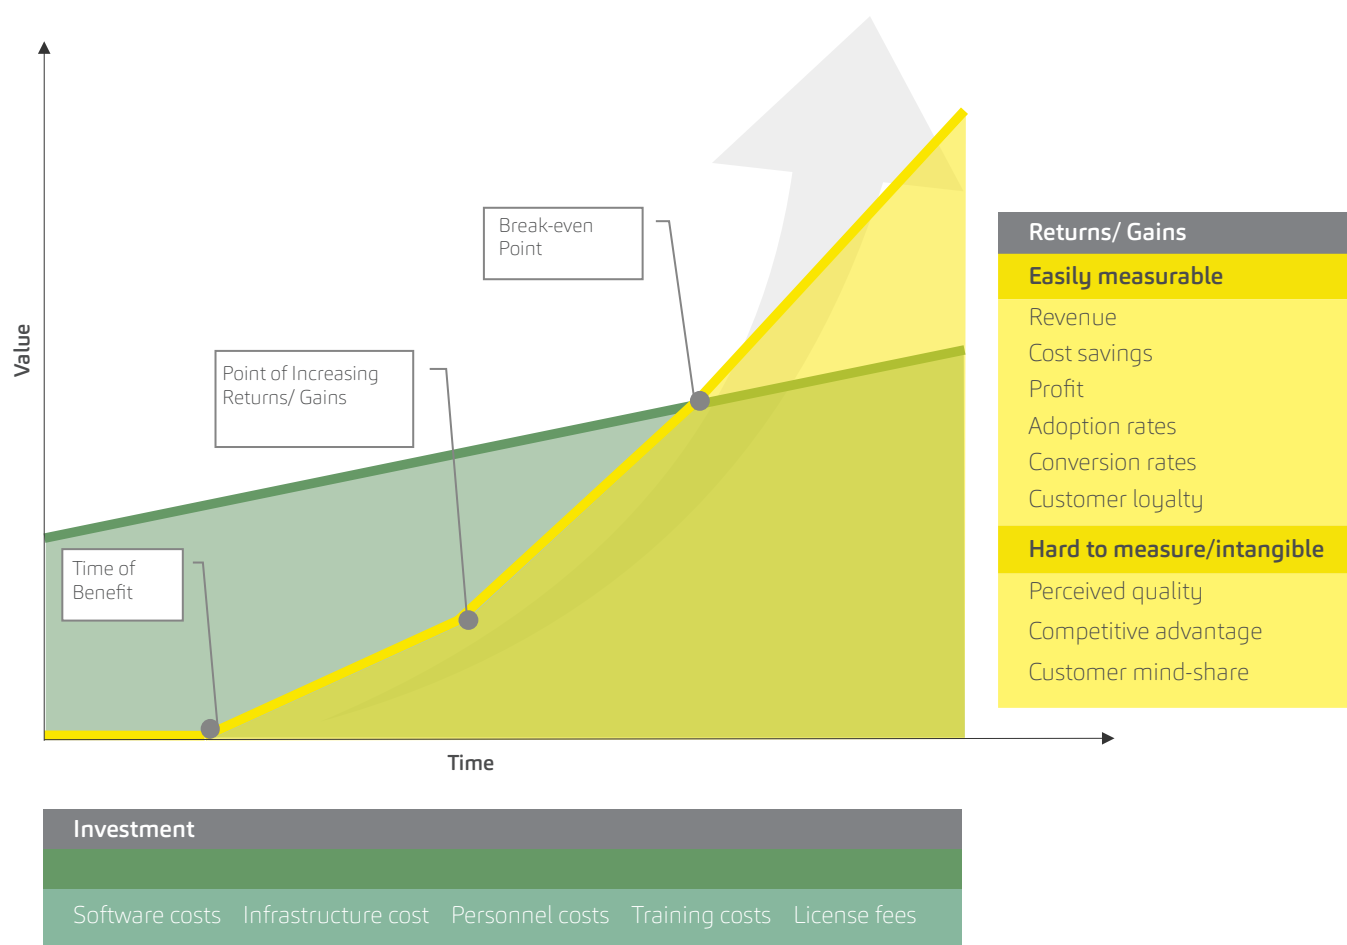 Break-even
Point
Returns/ Gains
Easily measurable
Revenue
Cost savings
Profit
Adoption rates
Conversion rates
Customer loyalty
Hard to measure/intangible
Perceived quality
Competitive advantage
Customer mind-share
Value
Point of Increasing
Returns/ Gains
Time of
Benefit
Time
Investment
Software costs Infrastructure cost Personnel costs Training costs License fees